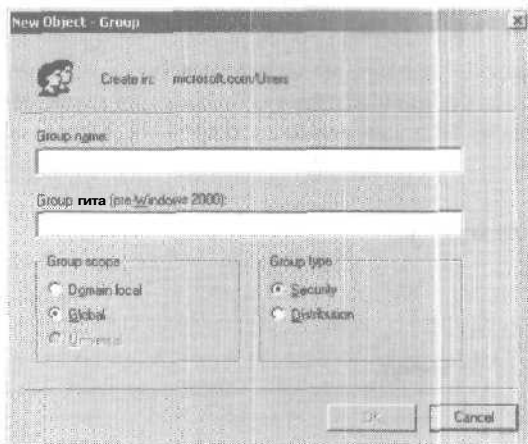 New Object - Group
Create in: microsoft.com/Users
Group name:
Group гита (pre-Windows 2000):
Group scope
Domain local
Global
Universal
Group type
Security
Distribution
OK
Cancel